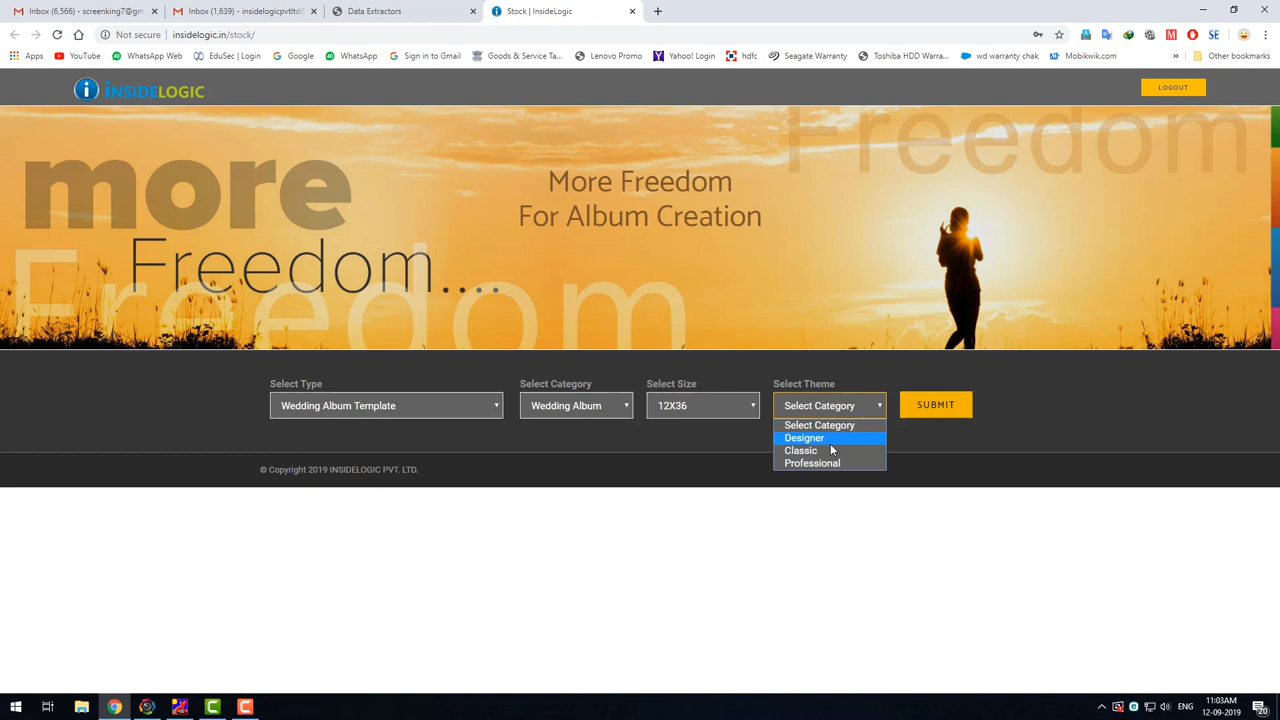 Inbox (6,566) - screenking7@gm
Inbox (1,639) - insidelogicpvtltd
Data Extractors
Stock | InsideLogic
Not secure | insidelogic.in/stock/
Apps YouTube WhatsApp Web EduSec | Login Google WhatsApp Sign in to Gmail Goods & Service Ta... Lenovo Promo Yahoo! Login hdfc Seagate Warranty Toshiba HDD Warra... wd warranty chak Mobikwik.com » Other bookmarks
iNSIDELOGIC
LOGOUT
Freedom
more
Freedom....
Freedom
More Freedom
For Album Creation
Select Type Select Category Select Size Select Theme
Wedding Album Template Wedding Album 12X36 Select Category SUBMIT
Select Category
Designer
Classic
Professional
© Copyright 2019 INSIDELOGIC PVT. LTD.
ENG
11:03AM
12-09-2019
20